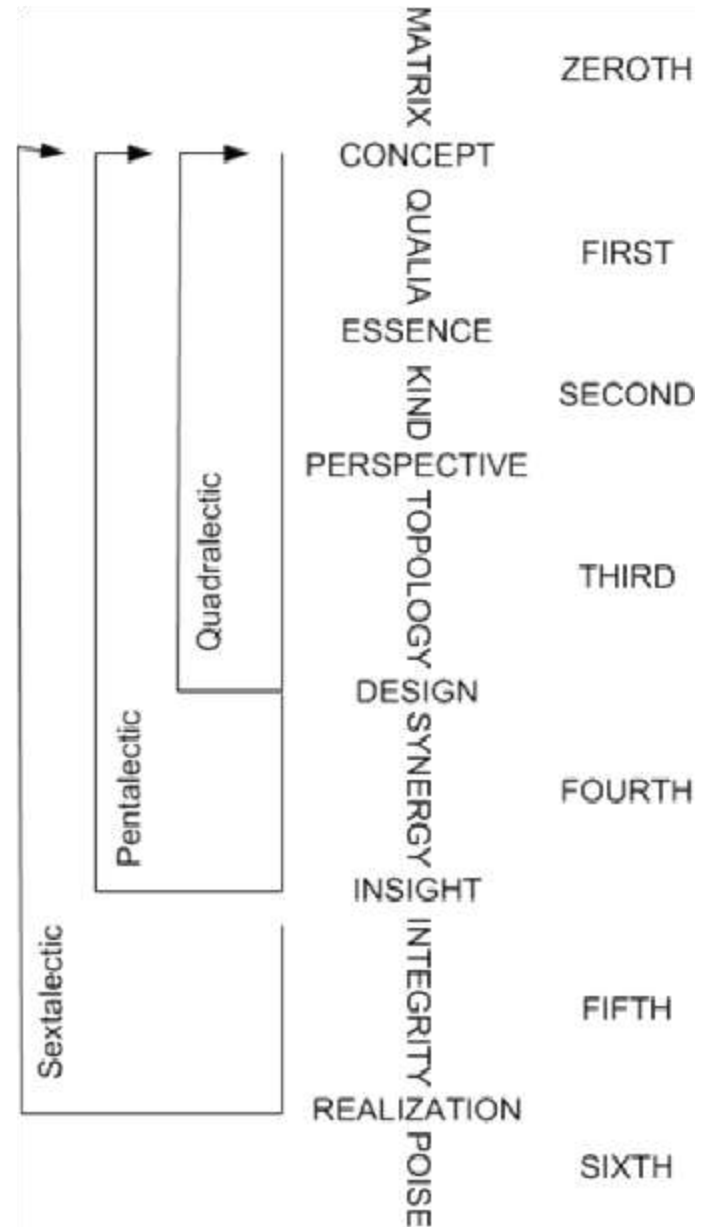 MATRIX
ZEROTH
CONCEPT
QUALIA
FIRST
ESSENCE
KIND
SECOND
PERSPECTIVE
Quadralectic
TOPOLOGY
THIRD
DESIGN
Pentalectic
SYNERGY
FOURTH
INSIGHT
Sextalectic
INTEGRITY
FIFTH
REALIZATION
POISE
SIXTH